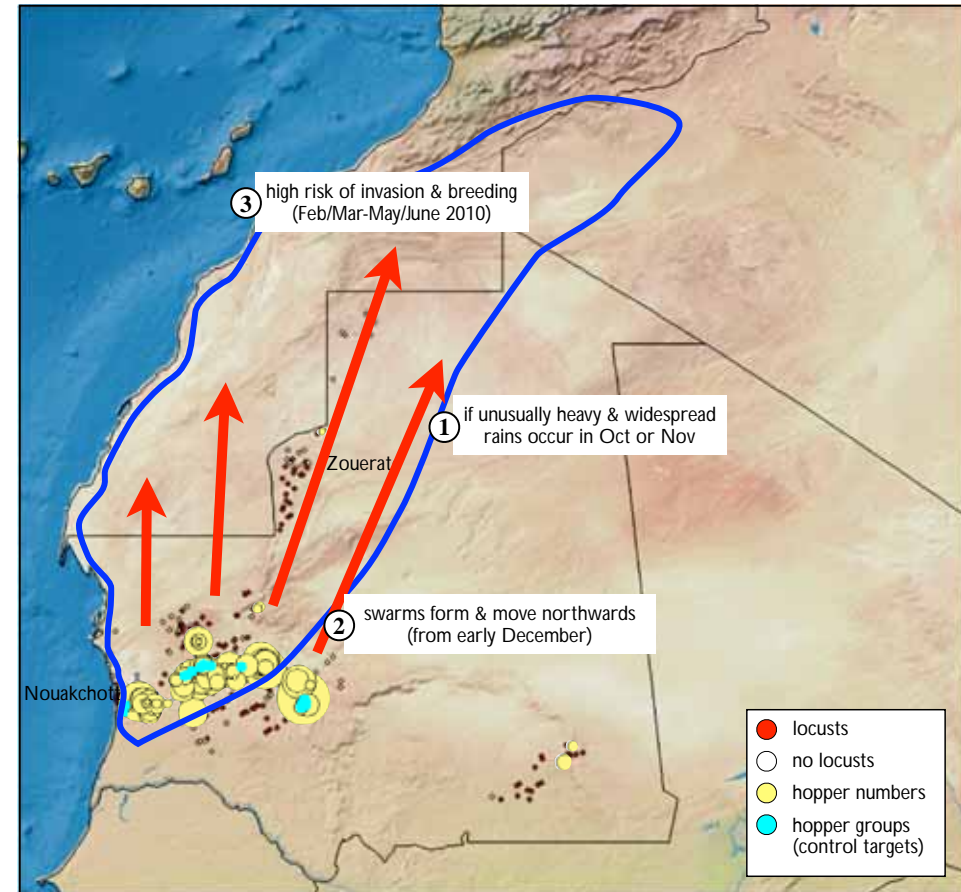 3
high risk of invasion & breeding
(Feb/Mar-May/June 2010)
1
if unusually heavy & widespread
rains occur in Oct or Nov
Zouerat
2
swarms form & move northwards
(from early December)
Nouakchott
locusts
no locusts
hopper numbers
hopper groups
(control targets)